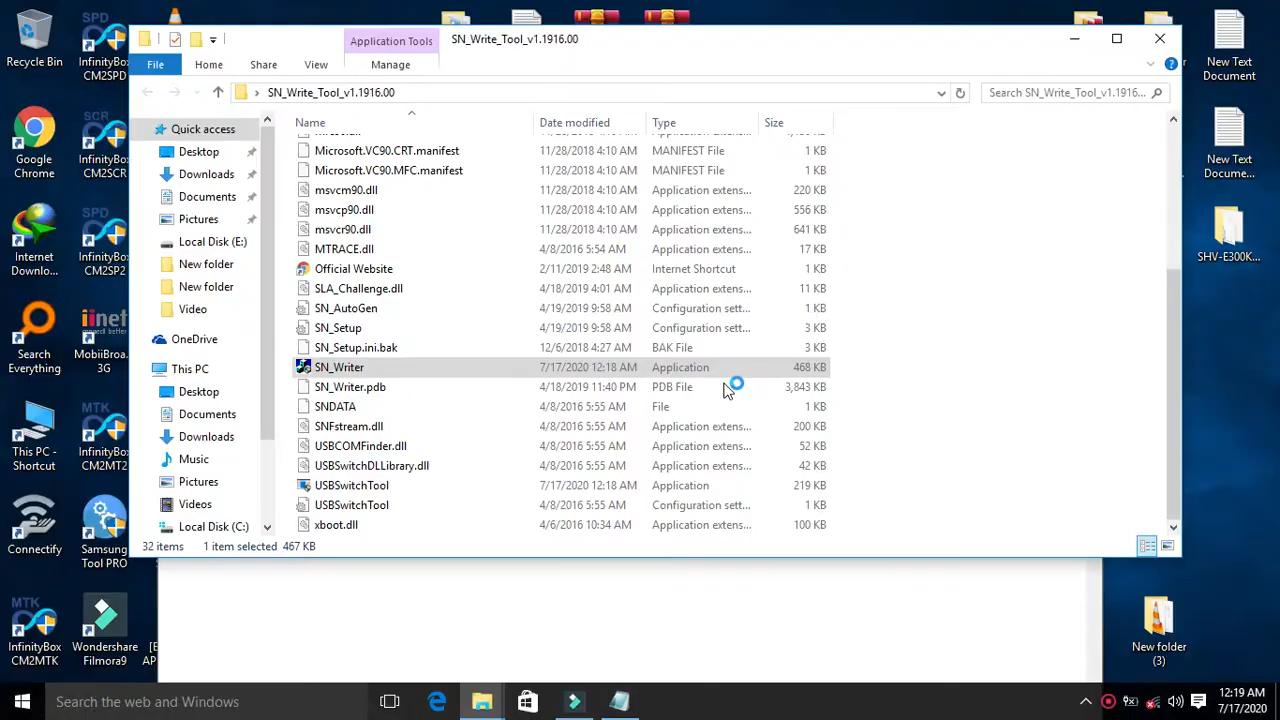 SN_Write_Tool_v1.1916.00
Application Tools
File
Home
Share
View
Manage
SN_Write_Tool_v1.1916.00
Search SN_Write_Tool_v1.1916...
Name
Date modified
Type
Size
Quick access
Desktop
Downloads
Documents
Pictures
Local Disk (E:)
New folder
New folder
Video
OneDrive
This PC
Desktop
Documents
Downloads
Music
Pictures
Videos
Local Disk (C:)
Microsoft.VC90.CRT.manifest 11/28/2018 4:10 AM MANIFEST File 1 KB
Microsoft.VC90.MFC.manifest 11/28/2018 4:10 AM MANIFEST File 1 KB
msvcm90.dll 11/28/2018 4:10 AM Application extens... 220 KB
msvcp90.dll 11/28/2018 4:10 AM Application extens... 556 KB
msvcr90.dll 11/28/2018 4:10 AM Application extens... 641 KB
MTRACE.dll 4/8/2016 5:54 AM Application extens... 17 KB
Official Website 2/11/2019 2:48 AM Internet Shortcut 1 KB
SLA_Challenge.dll 4/18/2019 4:01 AM Application extens... 11 KB
SN_AutoGen 4/19/2019 9:58 AM Configuration sett... 1 KB
SN_Setup 4/19/2019 9:58 AM Configuration sett... 3 KB
SN_Setup.ini.bak 12/6/2018 4:27 AM BAK File 3 KB
SN_Writer 7/17/2020 12:18 AM Application 468 KB
SN_Writer.pdb 4/18/2019 11:40 PM PDB File 3,843 KB
SNDATA 4/8/2016 5:55 AM File 1 KB
SNFstream.dll 4/8/2016 5:55 AM Application extens... 200 KB
USBCOMFinder.dll 4/8/2016 5:55 AM Application extens... 52 KB
USBSwitchDLLibrary.dll 4/8/2016 5:55 AM Application extens... 42 KB
USBSwitchTool 7/17/2020 12:18 AM Application 219 KB
USBSwitchTool 4/8/2016 5:55 AM Configuration sett... 1 KB
xboot.dll 4/6/2016 10:34 AM Application extens... 100 KB
32 items 1 item selected 467 KB
Recycle Bin
InfinityBox
CM2SPD
Google
Chrome
InfinityBox
CM2SCR
Internet
Downlo...
InfinityBox
CM2SP2
Search
Everything
iinet
MobiiBroa...
3G
This PC -
Shortcut
InfinityBox
CM2MT2
Connectify
Samsung
Tool PRO
InfinityBox
CM2MTK
Wondershare
Filmora9
SPD
SCR
SPD
MTK
MTK
New Text
Document
New Text
Docume...
SHV-E300K...
New folder
(3)
Search the web and Windows
12:19 AM
7/17/2020